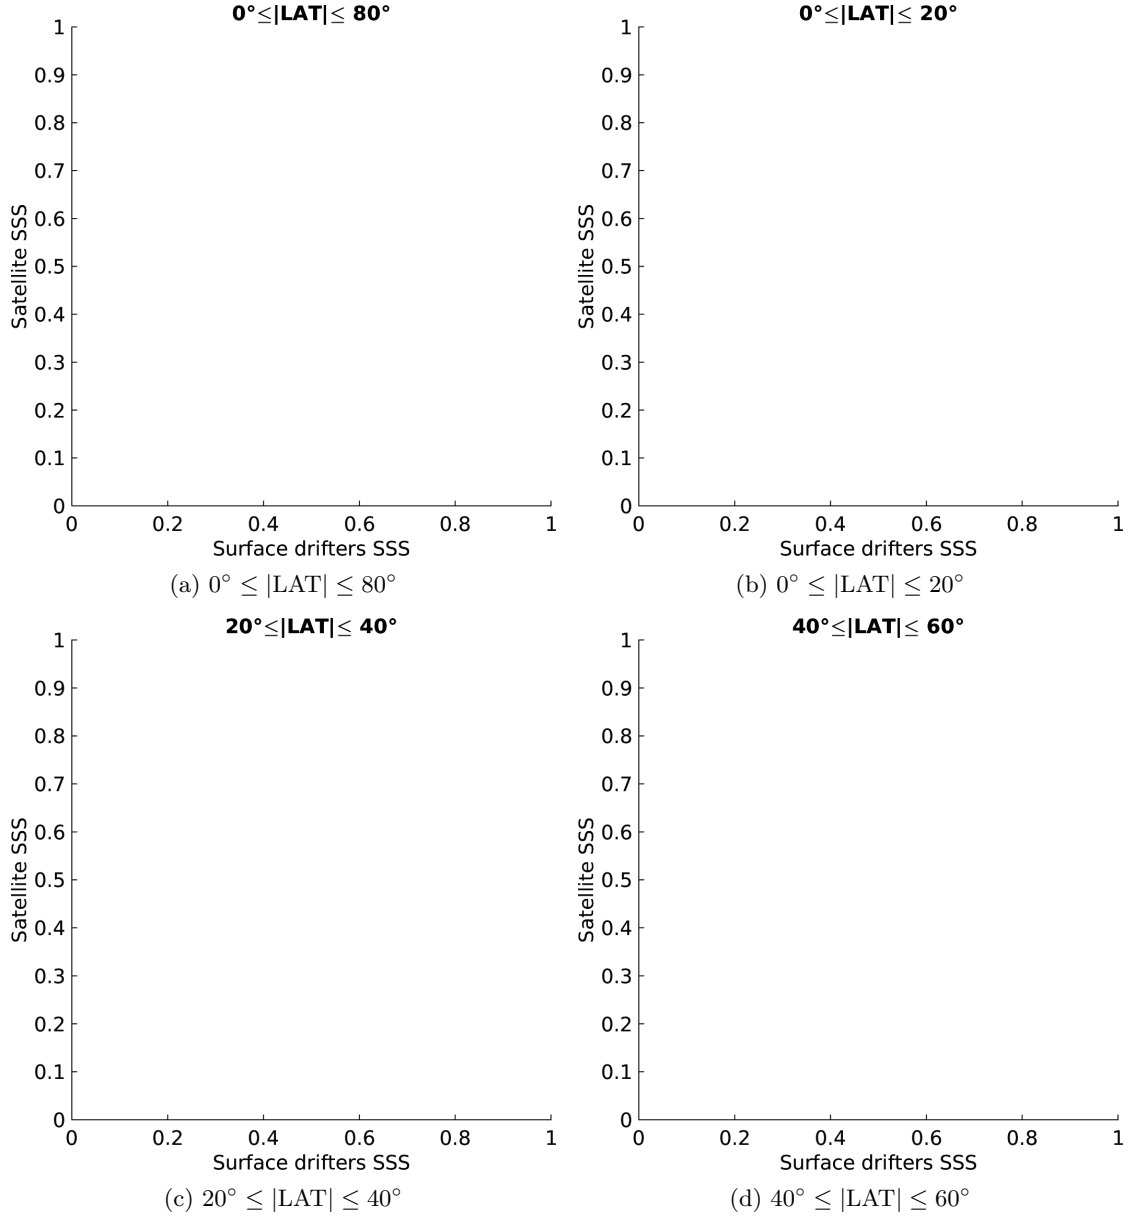 0°≤|LAT|≤ 80°
1
0.9
0.8
0.7
0.6
0.5
0.4
0.3
0.2
0.1
0
Satellite SSS
0 0.2 0.4 0.6 0.8 1
Surface drifters SSS
(a) 0° ≤ |LAT| ≤ 80°
0°≤|LAT|≤ 20°
1
0.9
0.8
0.7
0.6
0.5
0.4
0.3
0.2
0.1
0
Satellite SSS
0 0.2 0.4 0.6 0.8 1
Surface drifters SSS
(b) 0° ≤ |LAT| ≤ 20°
20°≤|LAT|≤ 40°
1
0.9
0.8
0.7
0.6
0.5
0.4
0.3
0.2
0.1
0
Satellite SSS
0 0.2 0.4 0.6 0.8 1
Surface drifters SSS
(c) 20° ≤ |LAT| ≤ 40°
40°≤|LAT|≤ 60°
1
0.9
0.8
0.7
0.6
0.5
0.4
0.3
0.2
0.1
0
Satellite SSS
0 0.2 0.4 0.6 0.8 1
Surface drifters SSS
(d) 40° ≤ |LAT| ≤ 60°